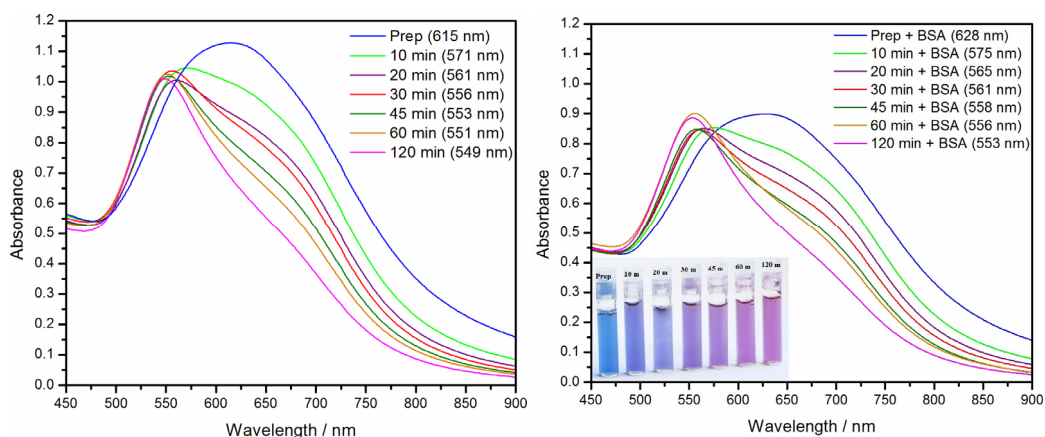 1.2
1.1
1.0
0.9
0.8
0.7
0.6
0.5
0.4
0.3
0.2
0.1
0.0
Absorbance
450 500 550 600 650 700 750 800 850 900
Wavelength / nm
Prep (615 nm)
10 min (571 nm)
20 min (561 nm)
30 min (556 nm)
45 min (553 nm)
60 min (551 nm)
120 min (549 nm)
1.2
1.1
1.0
0.9
0.8
0.7
0.6
0.5
0.4
0.3
0.2
0.1
0.0
Absorbance
450 500 550 600 650 700 750 800 850 900
Wavelength / nm
Prep + BSA (628 nm)
10 min + BSA (575 nm)
20 min + BSA (565 nm)
30 min + BSA (561 nm)
45 min + BSA (558 nm)
60 min + BSA (556 nm)
120 min + BSA (553 nm)
Prep 10 m 20 m 30 m 45 m 60 m 120 m